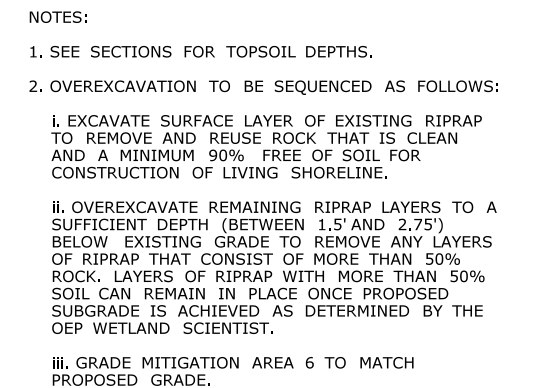 NOTES:
1. SEE SECTIONS FOR TOPSOIL DEPTHS.
2. OVEREXCAVATION TO BE SEQUENCED AS FOLLOWS:
i. EXCAVATE SURFACE LAYER OF EXISTING RIPRAP
TO REMOVE AND REUSE ROCK THAT IS CLEAN
AND A MINIMUM 90% FREE OF SOIL FOR
CONSTRUCTION OF LIVING SHORELINE.
ii. OVEREXCAVATE REMAINING RIPRAP LAYERS TO A
SUFFICIENT DEPTH (BETWEEN 1.5' AND 2.75')
BELOW EXISTING GRADE TO REMOVE ANY LAYERS
OF RIPRAP THAT CONSIST OF MORE THAN 50%
ROCK. LAYERS OF RIPRAP WITH MORE THAN 50%
SOIL CAN REMAIN IN PLACE ONCE PROPOSED
SUBGRADE IS ACHIEVED AS DETERMINED BY THE
OEP WETLAND SCIENTIST.
iii. GRADE MITIGATION AREA 6 TO MATCH
PROPOSED GRADE.